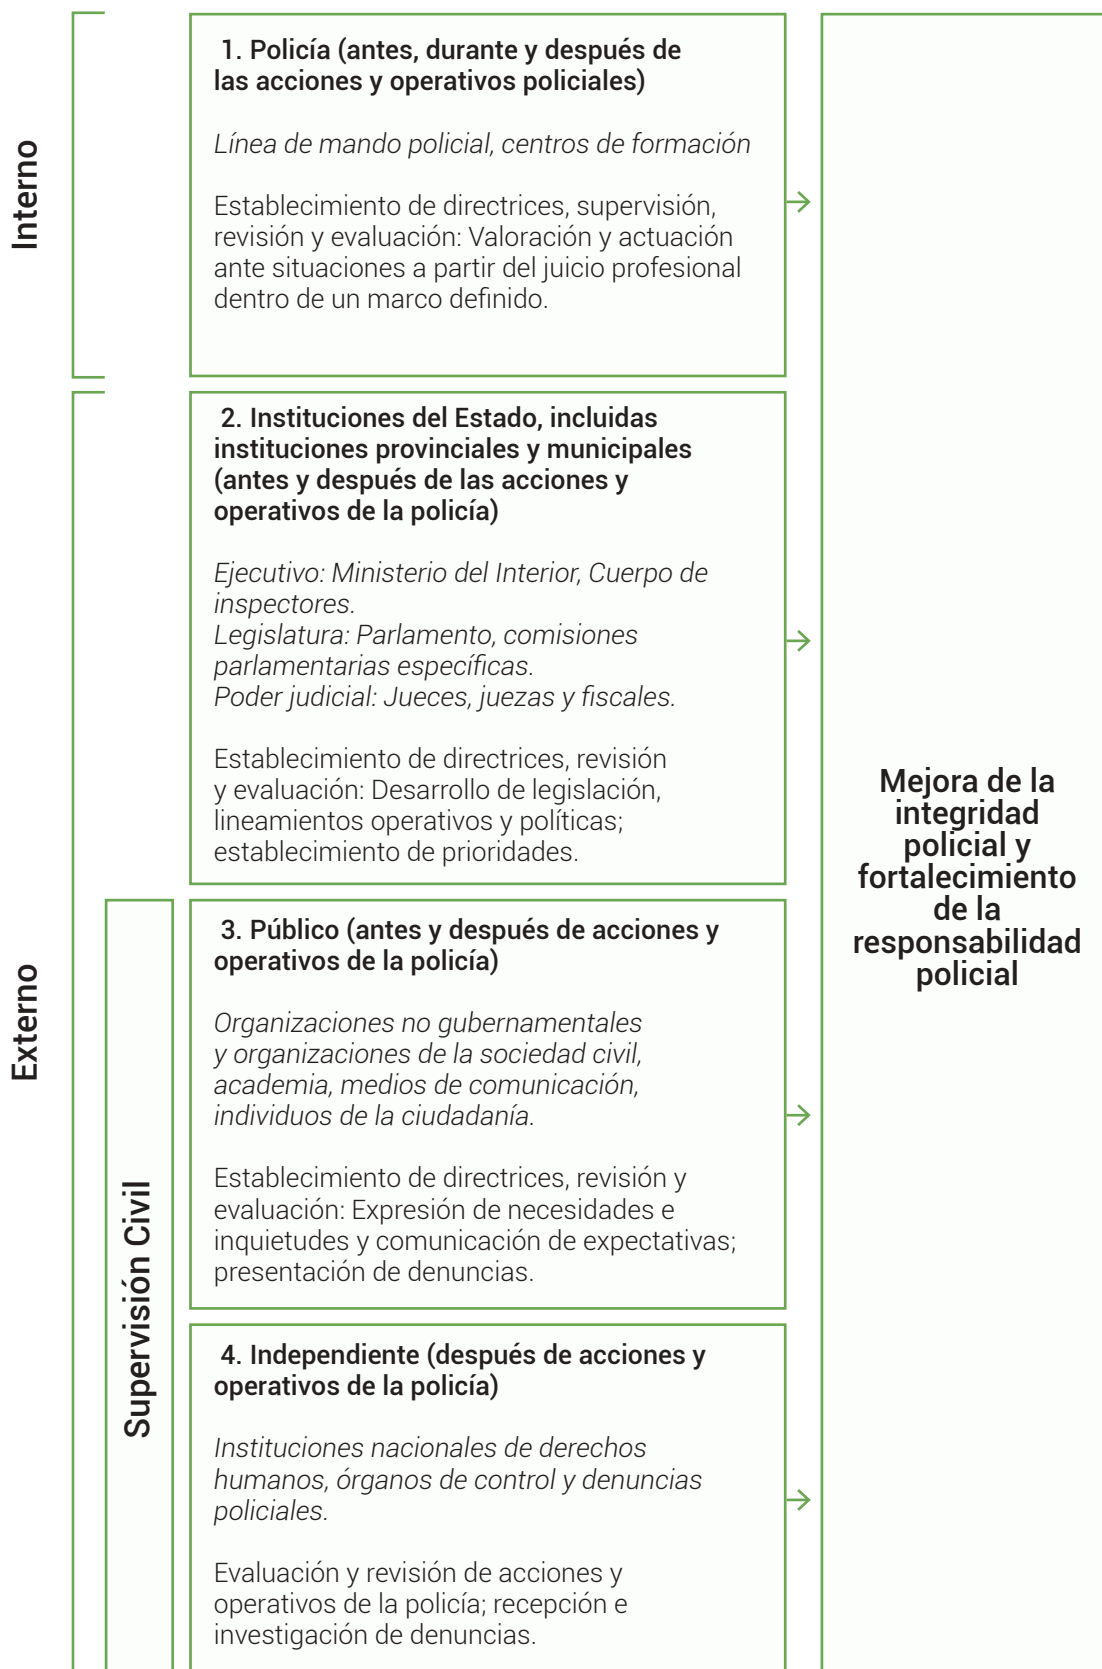 Interno
1. Policía (antes, durante y después de
las acciones y operativos policiales)
Línea de mando policial, centros de formación
Establecimiento de directrices, supervisión,
revisión y evaluación: Valoración y actuación
ante situaciones a partir del juicio profesional
dentro de un marco definido.
Externo
2. Instituciones del Estado, incluidas
instituciones provinciales y municipales
(antes y después de las acciones y
operativos de la policía)
Ejecutivo: Ministerio del Interior, Cuerpo de
inspectores.
Legislatura: Parlamento, comisiones
parlamentarias específicas.
Poder judicial: Jueces, juezas y fiscales.
Establecimiento de directrices, revisión
y evaluación: Desarrollo de legislación,
lineamientos operativos y políticas;
establecimiento de prioridades.
Supervisión Civil
3. Público (antes y después de acciones y
operativos de la policía)
Organizaciones no gubernamentales
y organizaciones de la sociedad civil,
academia, medios de comunicación,
individuos de la ciudadanía.
Establecimiento de directrices, revisión y
evaluación: Expresión de necesidades e
inquietudes y comunicación de expectativas;
presentación de denuncias.
4. Independiente (después de acciones y
operativos de la policía)
Instituciones nacionales de derechos
humanos, órganos de control y denuncias
policiales.
Evaluación y revisión de acciones y
operativos de la policía; recepción e
investigación de denuncias.
Mejora de la
integridad
policial y
fortalecimiento
de la
responsabilidad
policial